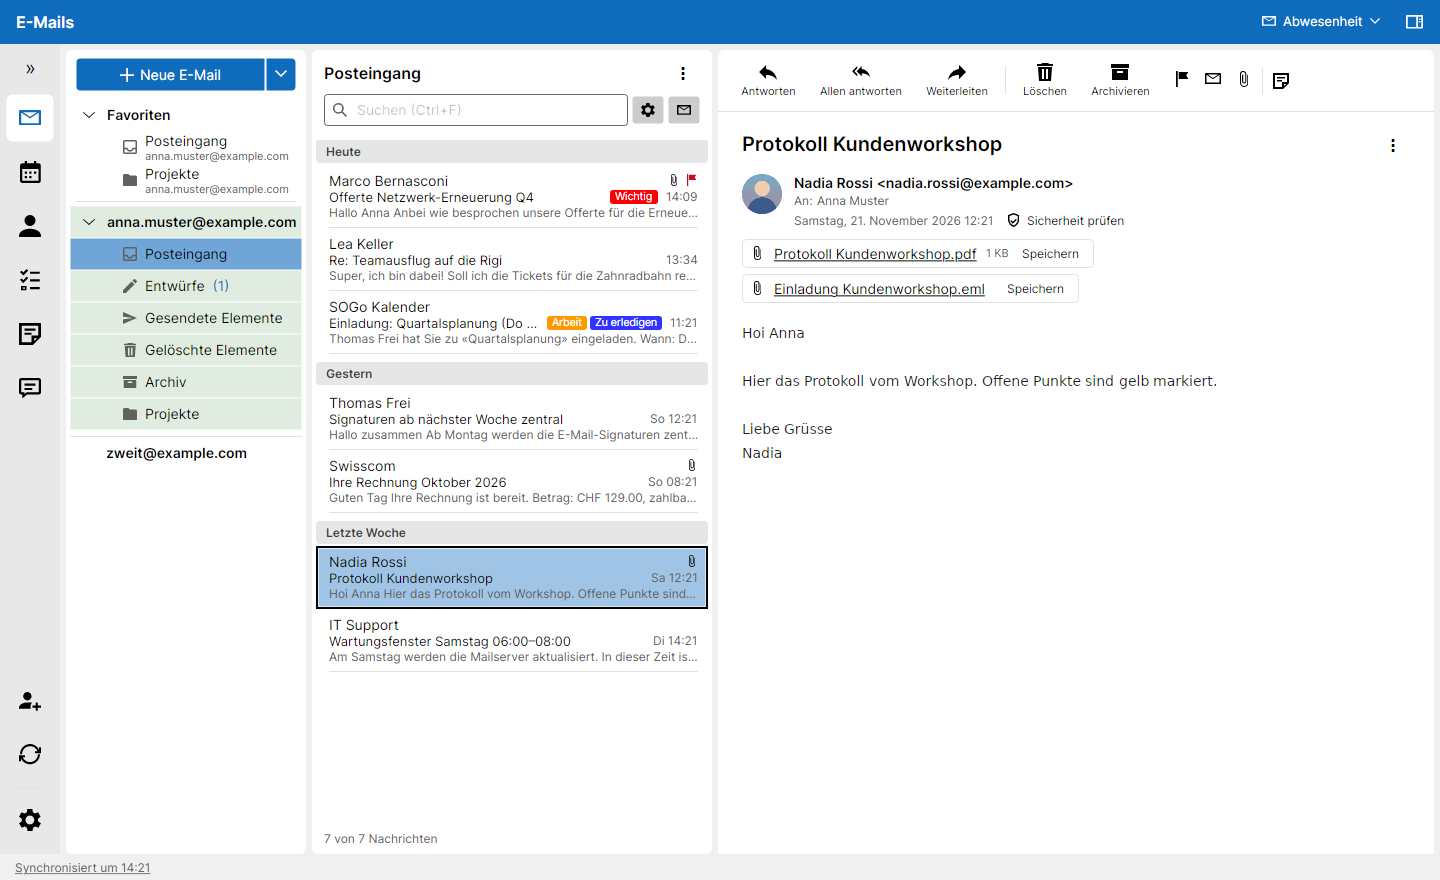 E-Mails
Abwesenheit
»
Neue E-Mail
Favoriten
Posteingang
anna.muster@example.com
Projekte
anna.muster@example.com
anna.muster@example.com
Posteingang
Entwürfe (1)
Gesendete Elemente
Gelöschte Elemente
Archiv
Projekte
zweit@example.com
Synchronisiert um 14:21
Posteingang
Suchen (Ctrl+F)
Heute
Marco Bernasconi
Offerte Netzwerk-Erneuerung Q4 Wichtig 14:09
Hallo Anna Anbei wie besprochen unsere Offerte für die Erneue...
Lea Keller
Re: Teamausflug auf die Rigi 13:34
Super, ich bin dabei! Soll ich die Tickets für die Zahnradbahn re...
SOGo Kalender
Einladung: Quartalsplanung (Do ... Arbeit Zu erledigen 11:21
Thomas Frei hat Sie zu «Quartalsplanung» eingeladen. Wann: D...
Gestern
Thomas Frei
Signaturen ab nächster Woche zentral So 12:21
Hallo zusammen Ab Montag werden die E-Mail-Signaturen zent...
Swisscom
Ihre Rechnung Oktober 2026 So 08:21
Guten Tag Ihre Rechnung ist bereit. Betrag: CHF 129.00, zahlba...
Letzte Woche
Nadia Rossi
Protokoll Kundenworkshop Sa 12:21
Hoi Anna Hier das Protokoll vom Workshop. Offene Punkte sind...
IT Support
Wartungsfenster Samstag 06:00–08:00 Di 14:21
Am Samstag werden die Mailserver aktualisiert. In dieser Zeit is...
7 von 7 Nachrichten
Antworten Allen antworten Weiterleiten Löschen Archivieren
Protokoll Kundenworkshop
Nadia Rossi <nadia.rossi@example.com>
An: Anna Muster
Samstag, 21. November 2026 12:21 Sicherheit prüfen
Protokoll Kundenworkshop.pdf 1 KB Speichern
Einladung Kundenworkshop.eml Speichern
Hoi Anna
Hier das Protokoll vom Workshop. Offene Punkte sind gelb markiert.
Liebe Grüsse
Nadia